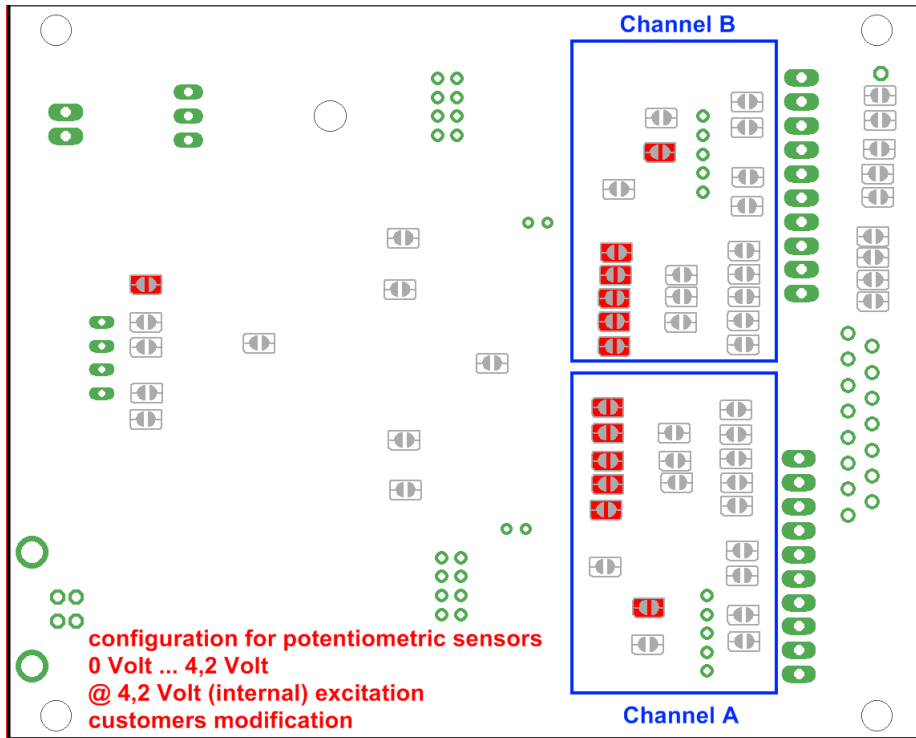 Channel B
configuration for potentiometric sensors
0 Volt ... 4,2 Volt
@ 4,2 Volt (internal) excitation
customers modification
Channel A